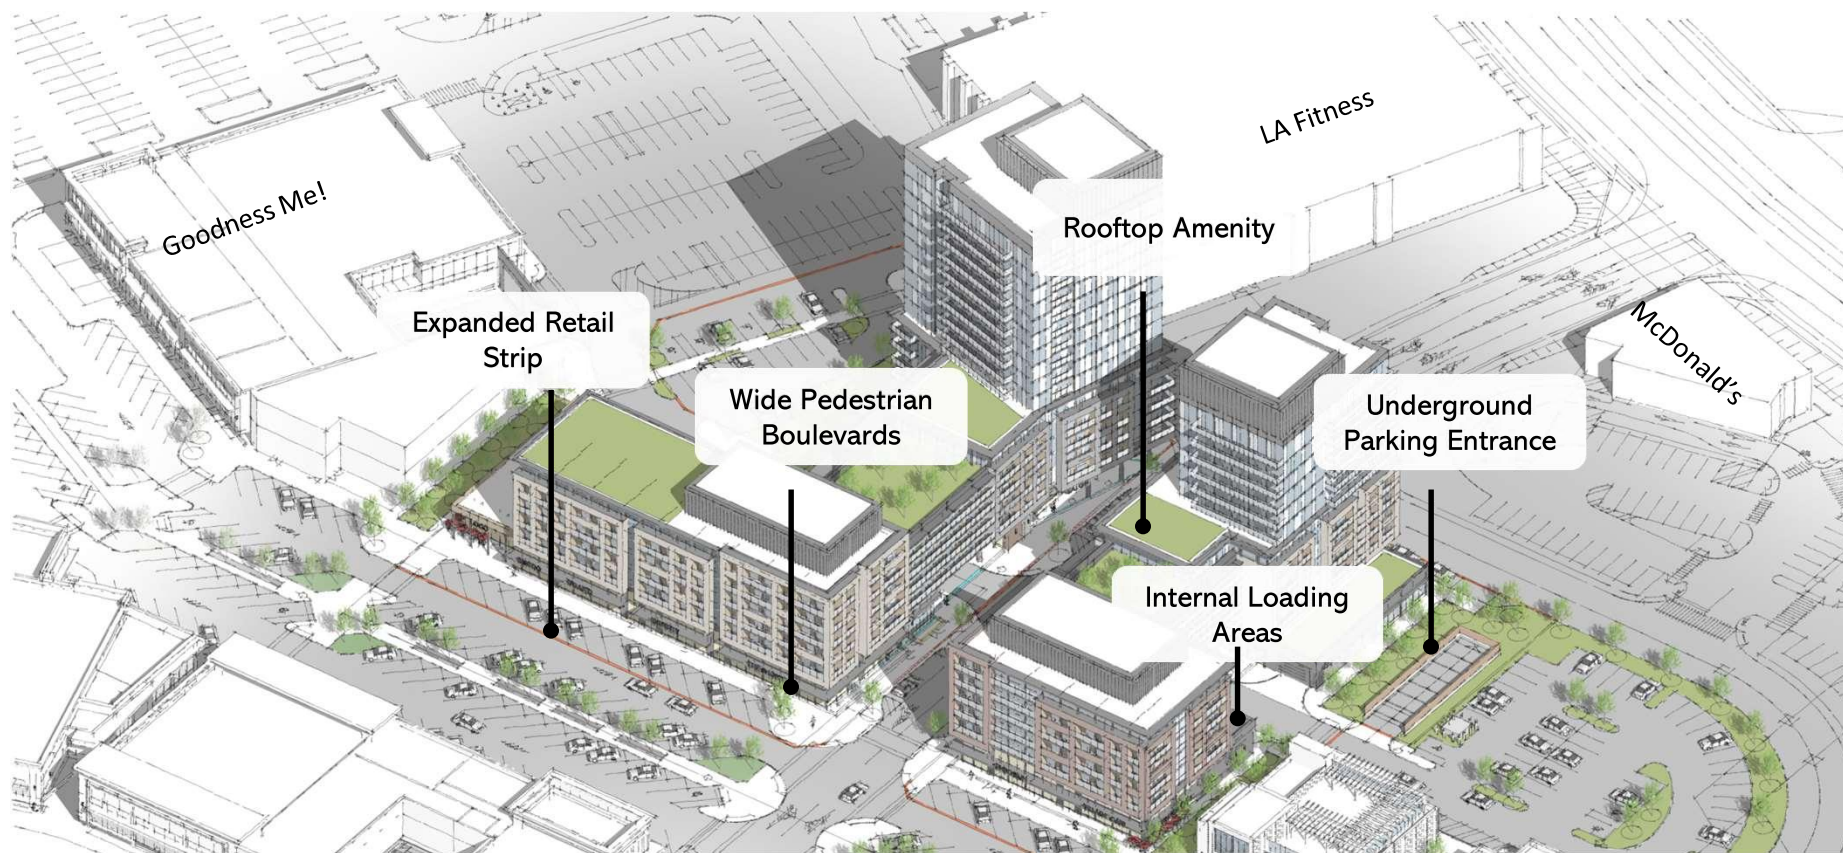 LA Fitness
Goodness Me!
Rooftop Amenity
Expanded Retail
Strip
McDonald's
Wide Pedestrian
Boulevards
Underground
Parking Entrance
Internal Loading
Areas